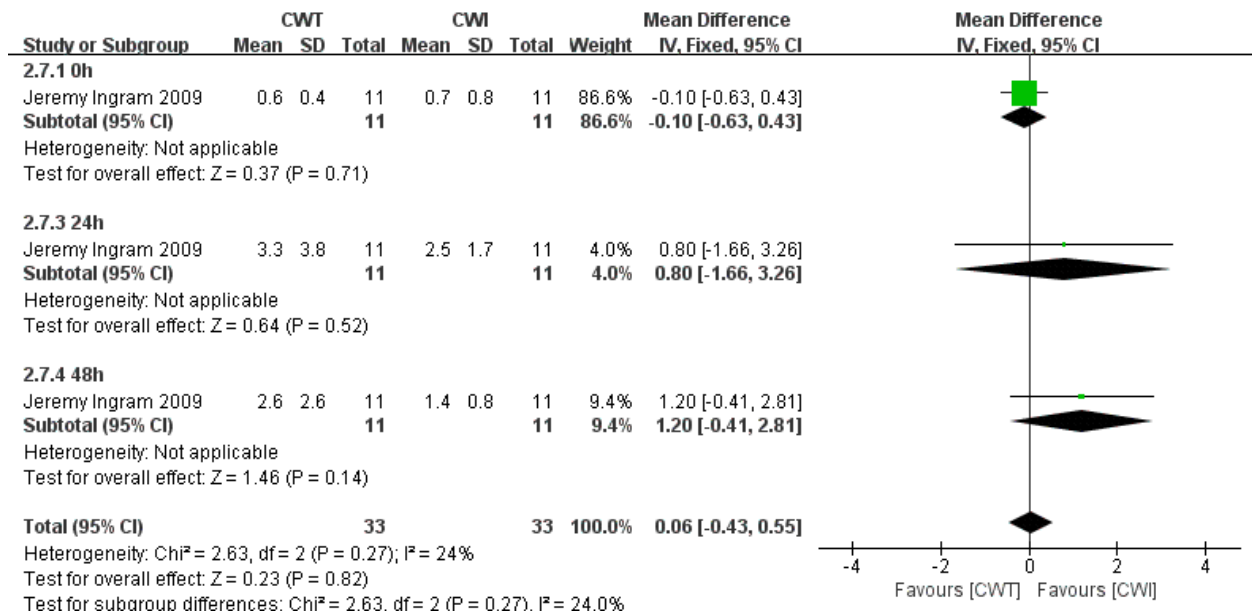 CWT CWI Mean Difference Mean Difference
Study or Subgroup Mean SD Total Mean SD Total Weight IV, Fixed, 95% CI IV, Fixed, 95% CI
2.7.1 0h
Jeremy Ingram 2009 0.6 0.4 11 0.7 0.8 11 86.6% -0.10 [-0.63, 0.43]
Subtotal (95% CI) 11 11 86.6% -0.10 [-0.63, 0.43]
Heterogeneity: Not applicable
Test for overall effect: Z = 0.37 (P = 0.71)
2.7.3 24h
Jeremy Ingram 2009 3.3 3.8 11 2.5 1.7 11 4.0% 0.80 [-1.66, 3.26]
Subtotal (95% CI) 11 11 4.0% 0.80 [-1.66, 3.26]
Heterogeneity: Not applicable
Test for overall effect: Z = 0.64 (P = 0.52)
2.7.4 48h
Jeremy Ingram 2009 2.6 2.6 11 1.4 0.8 11 9.4% 1.20 [-0.41, 2.81]
Subtotal (95% CI) 11 11 9.4% 1.20 [-0.41, 2.81]
Heterogeneity: Not applicable
Test for overall effect: Z = 1.46 (P = 0.14)
Total (95% CI) 33 33 100.0% 0.06 [-0.43, 0.55]
Heterogeneity: Chi² = 2.63, df = 2 (P = 0.27); I² = 24%
Test for overall effect: Z = 0.23 (P = 0.82)
Test for subgroup differences: Chi² = 2.63, df = 2 (P = 0.27), I² = 24.0%
-4 -2 0 2 4
Favours [CWT] Favours [CWI]